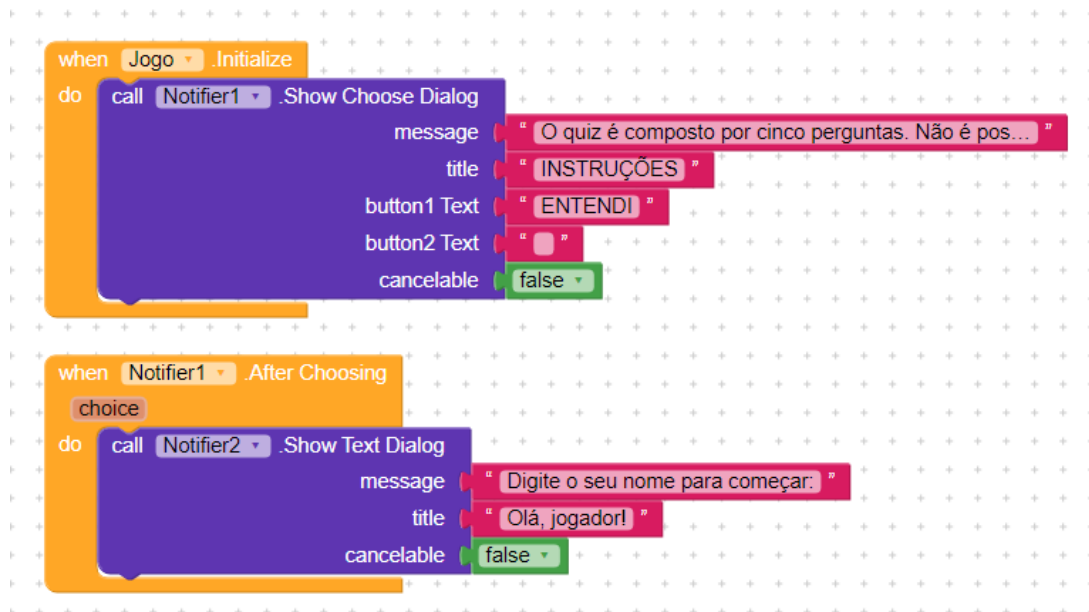 when Jogo .Initialize
do call Notifier1 .Show Choose Dialog
message " O quiz é composto por cinco perguntas. Não é pos... "
title " INSTRUÇÕES "
button1 Text " ENTENDI "
button2 Text " "
cancelable false
when Notifier1 .After Choosing
choice
do call Notifier2 .Show Text Dialog
message " Digite o seu nome para começar: "
title " Olá, jogador! "
cancelable false